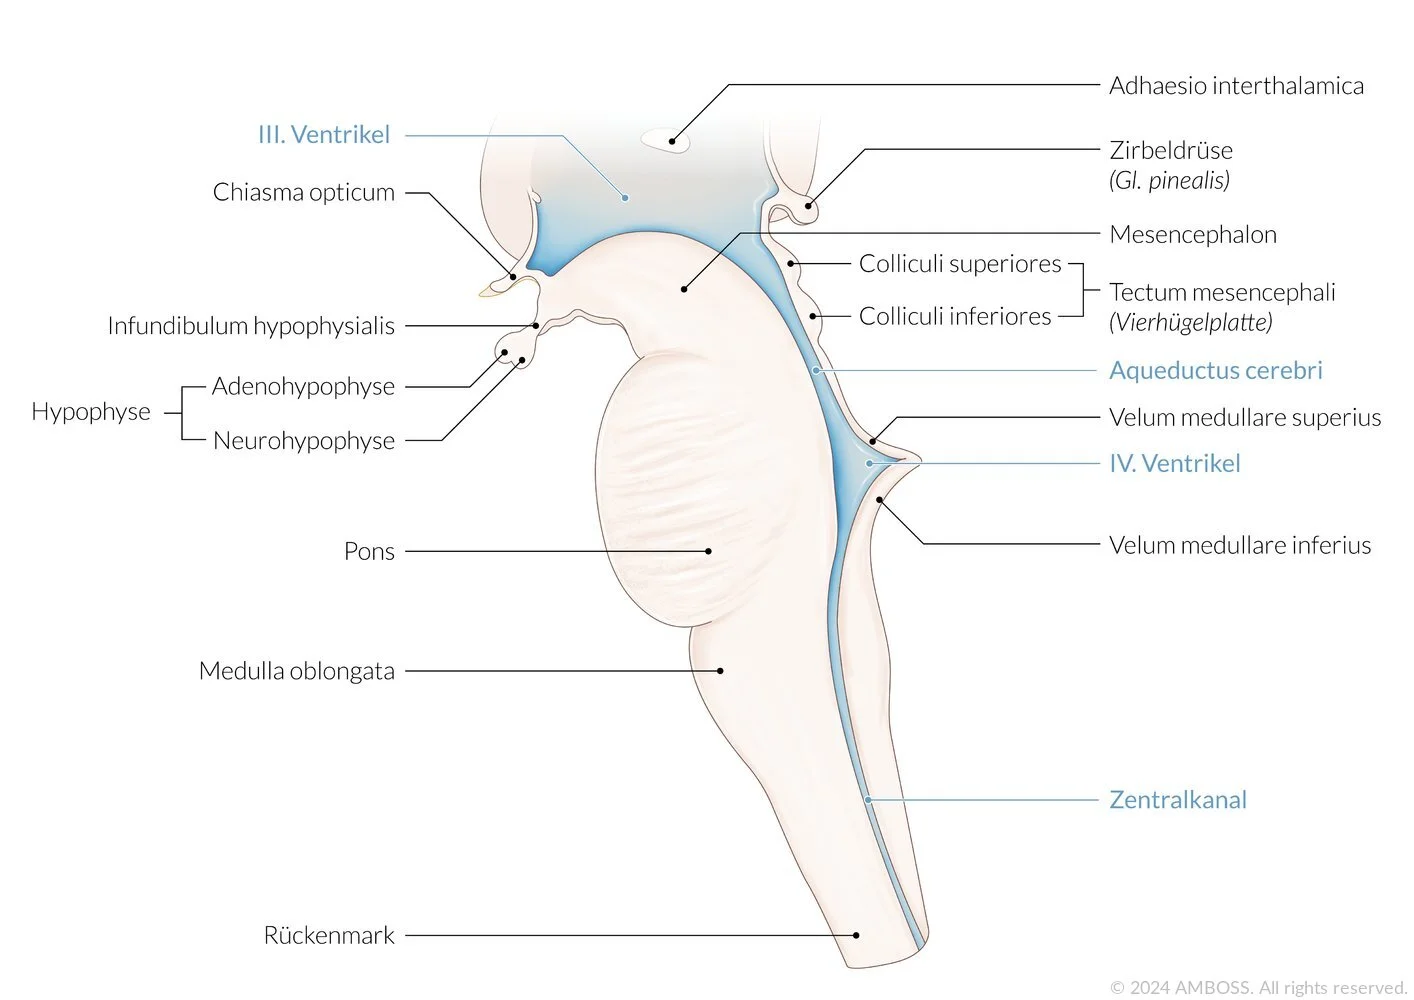 III. Ventrikel
Chiasma opticum
Infundibulum hypophysialis
Hypophyse
Adenohypophyse
Neurohypophyse
Pons
Medulla oblongata
Rückenmark
Adhaesio interthalamica
Zirbeldrüse
(Gl. pinealis)
Mesencephalon
Colliculi superiores
Colliculi inferiores
Tectum mesencephali
(Vierhügelplatte)
Aqueductus cerebri
Velum medullare superius
IV. Ventrikel
Velum medullare inferius
Zentralkanal
© 2024 AMBOSS. All rights reserved.